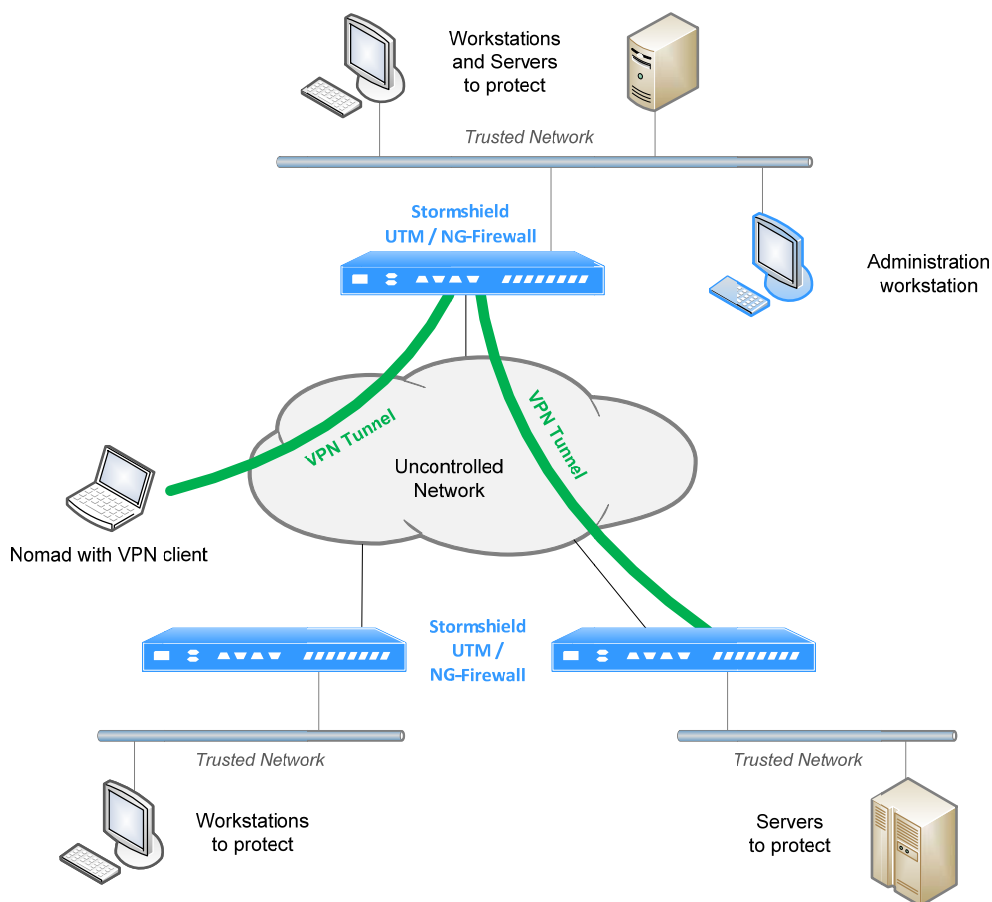 Workstations
and Servers
to protect
Trusted Network
Stormshield
UTM / NG-Firewall
Administration
workstation
VPN Tunnel
VPN Tunnel
Uncontrolled
Network
Nomad with VPN client
Stormshield
UTM /
NG-Firewall
Trusted Network
Trusted Network
Workstations
to protect
Servers
to protect